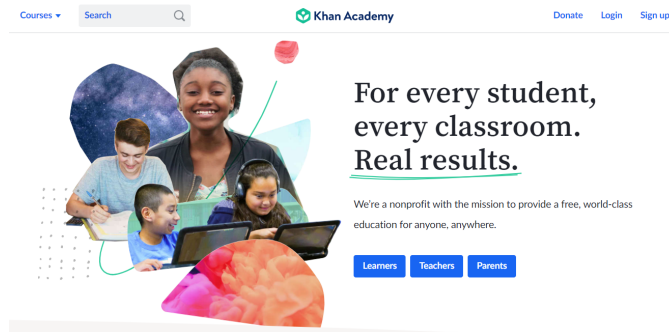 Courses
Search
Khan Academy
Donate
Login
Sign up
For every student,
every classroom.
Real results.
We're a nonprofit with the mission to provide a free, world-class
education for anyone, anywhere.
Learners
Teachers
Parents